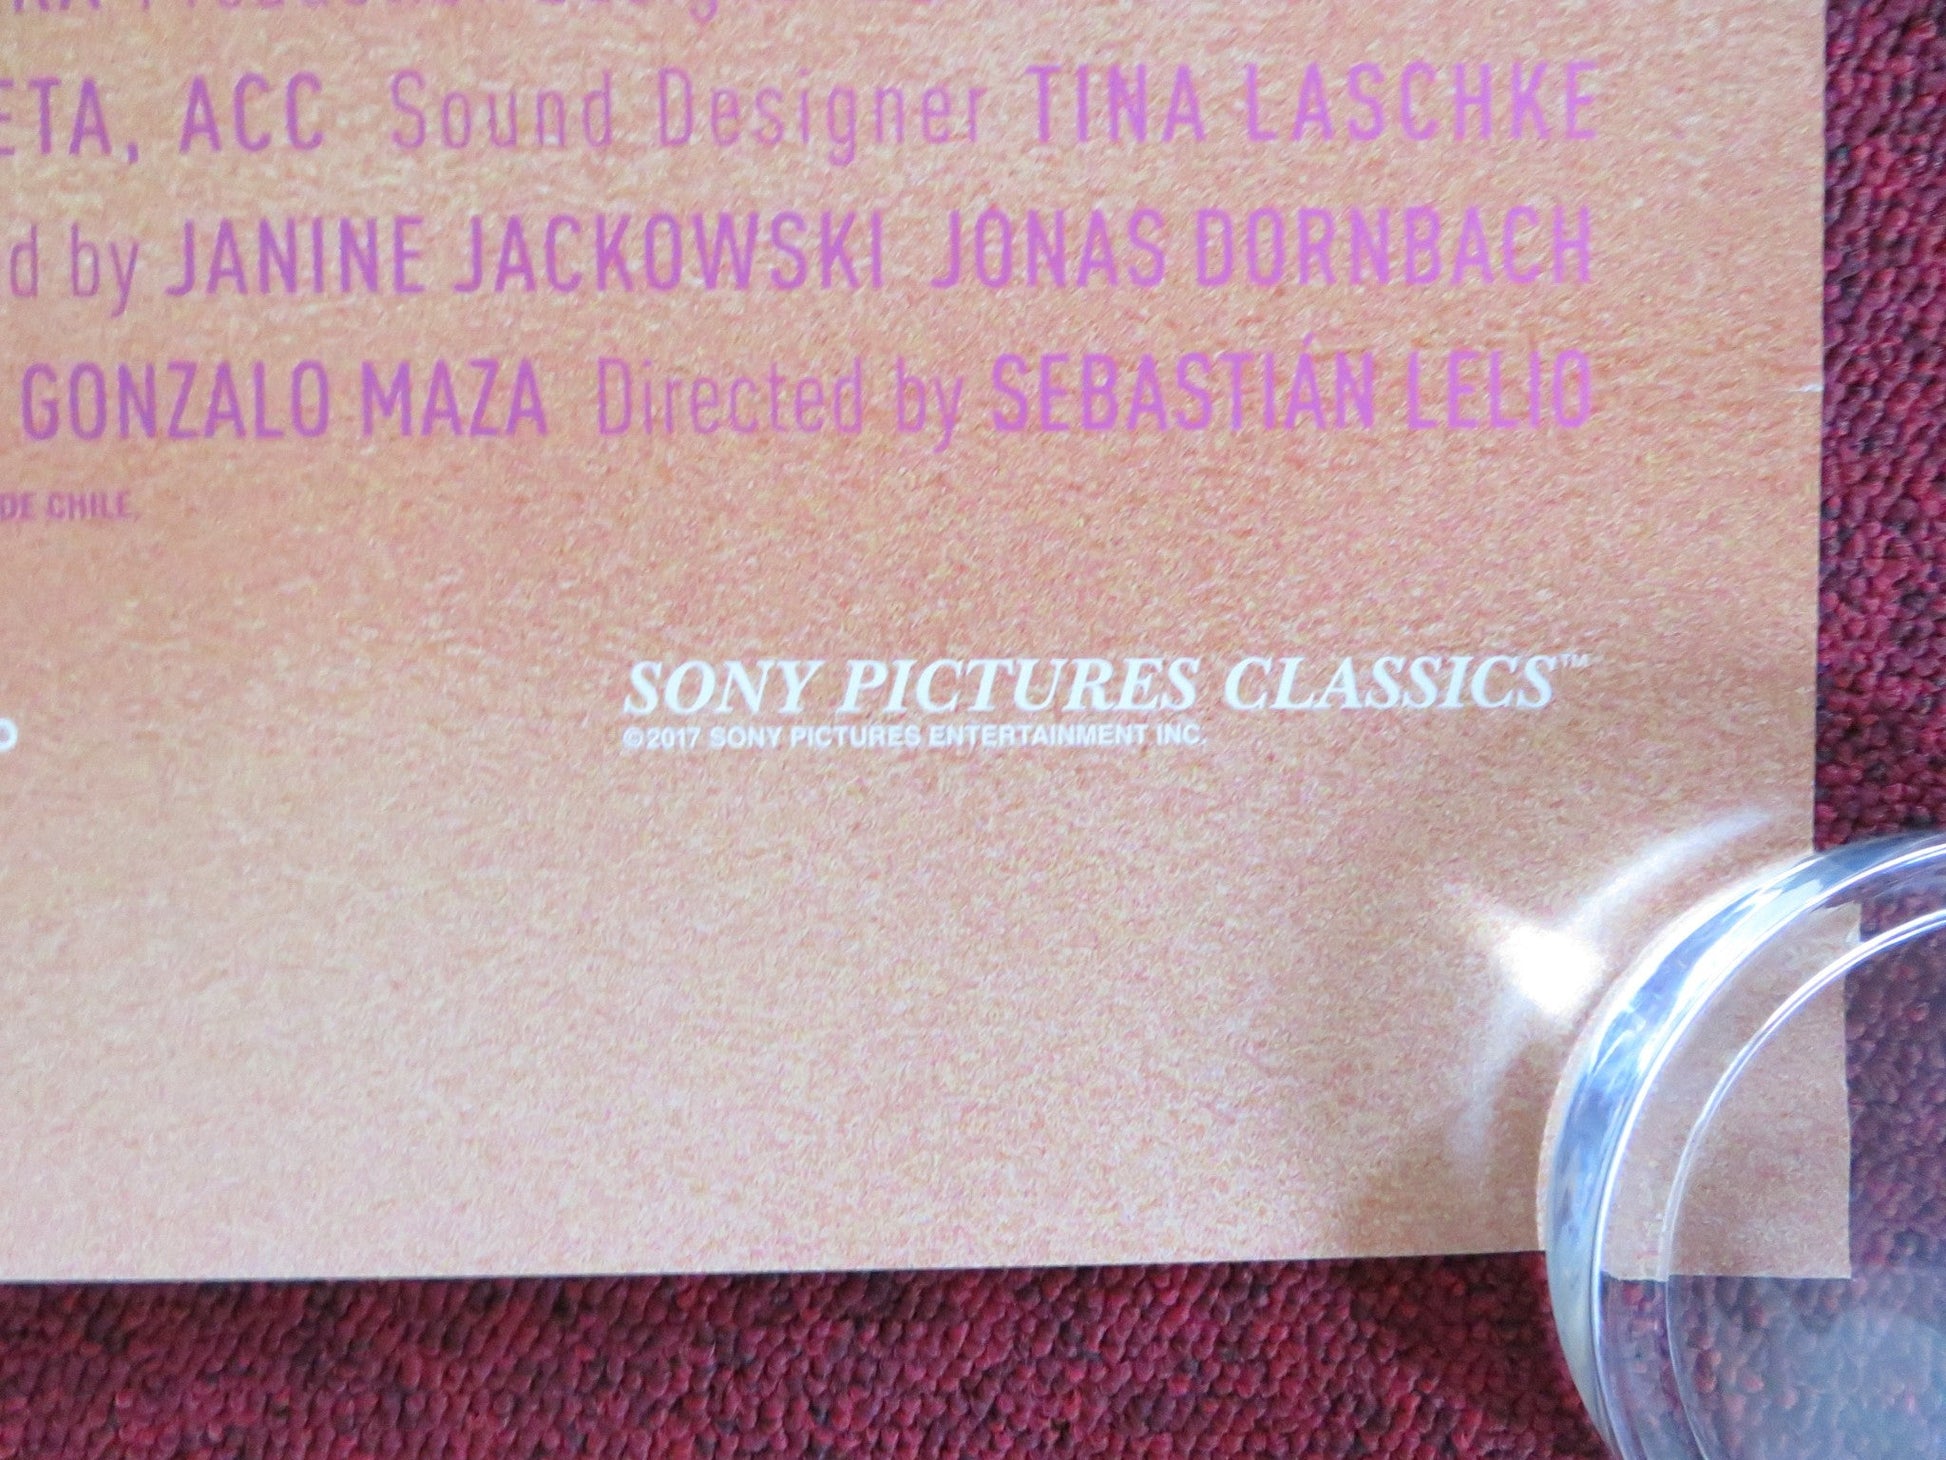 ETA, ACC Sound Designer TINA LASCHKE
d by JANINE JACKOWSKI JONAS DORNBACH
GONZALO MAZA Directed by SEBASTIÁN LELIO
DE CHILE,
SONY PICTURES CLASSICS™
©2017 SONY PICTURES ENTERTAINMENT INC.